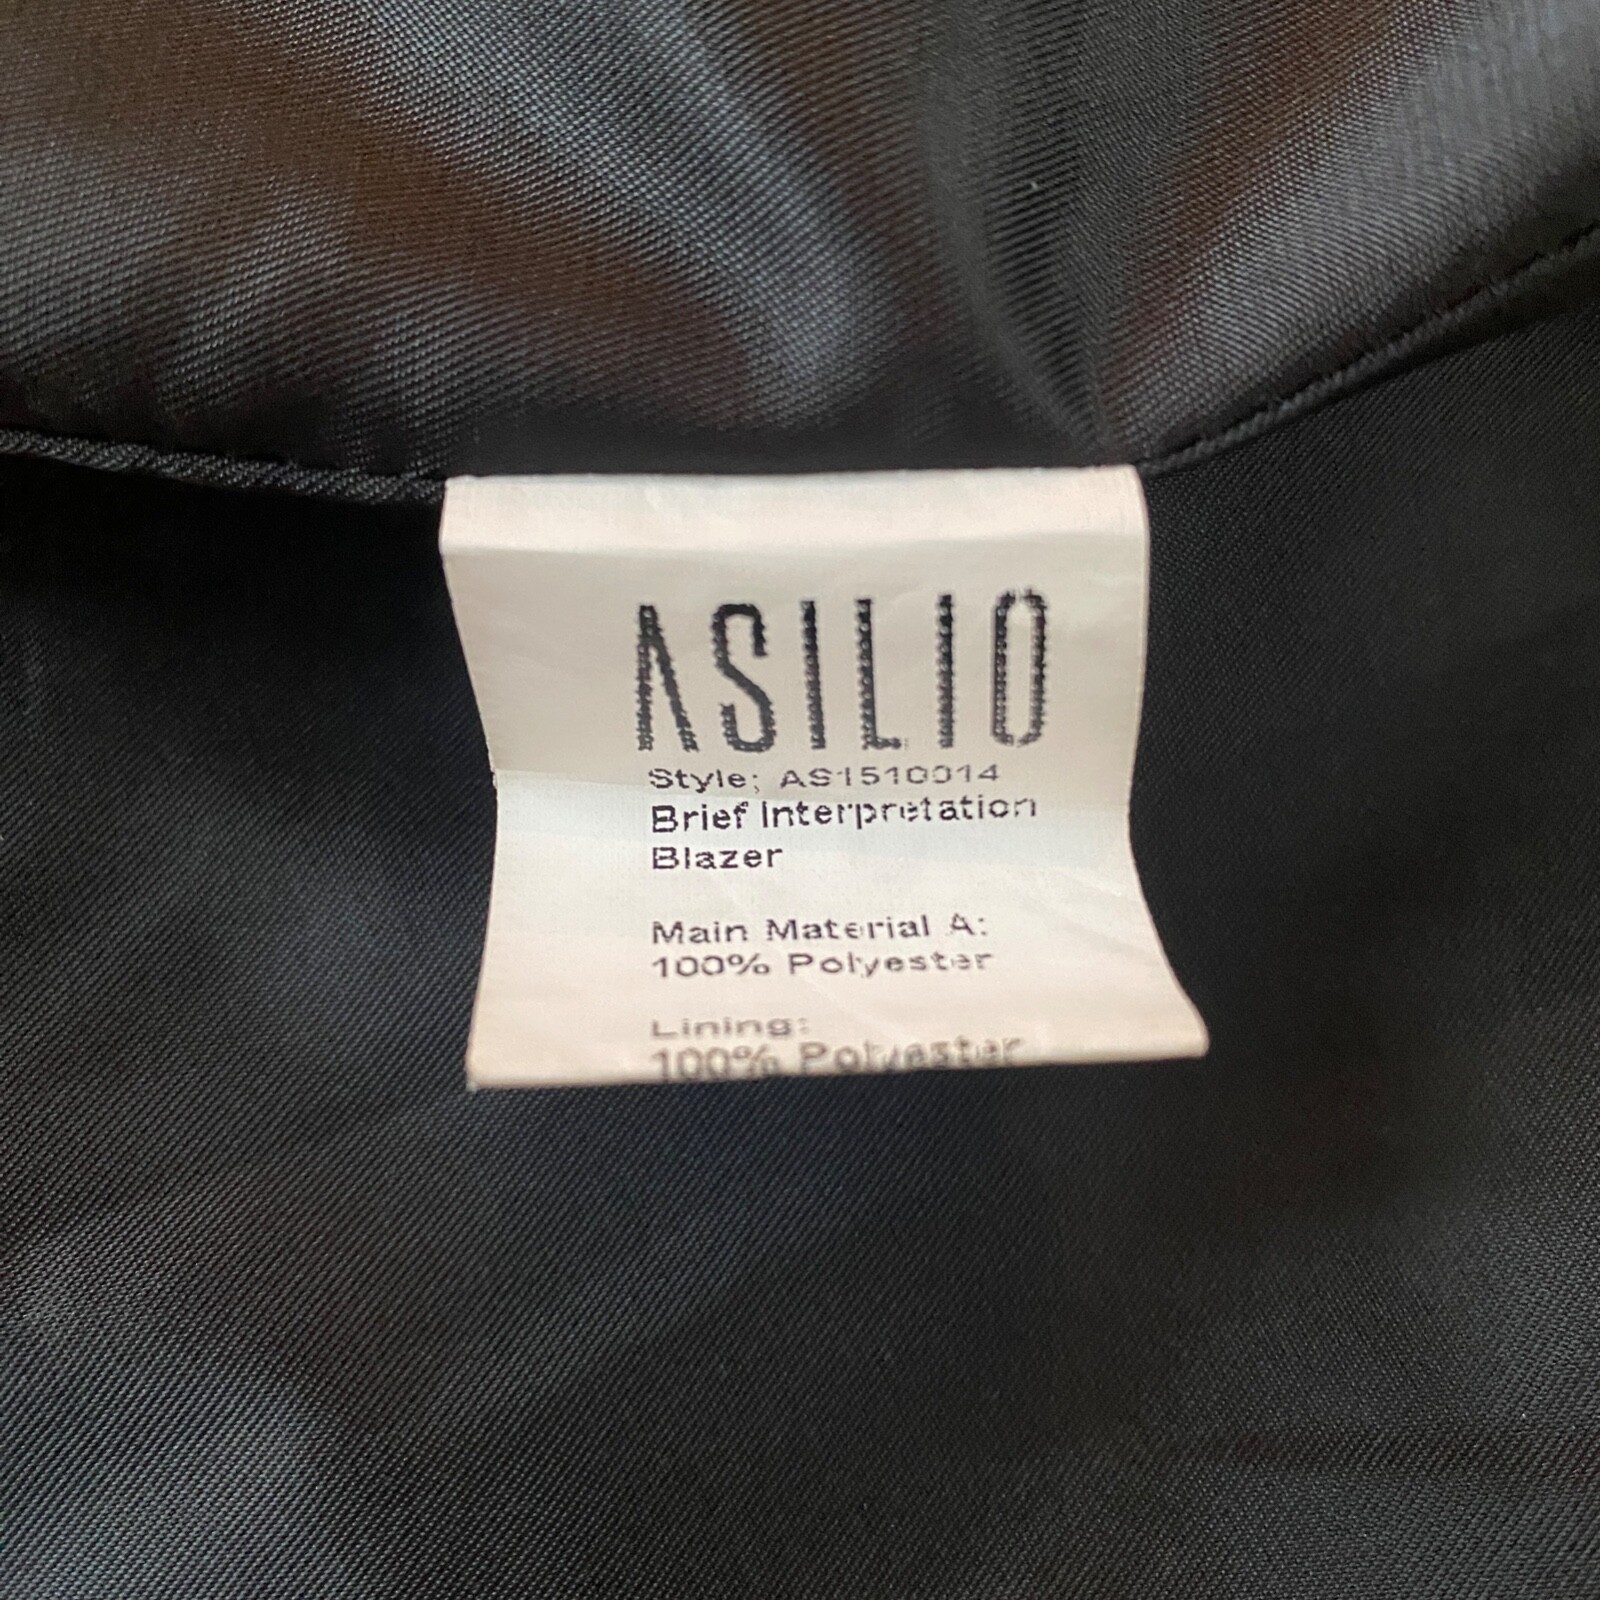 ASILIO
Style; AS1510014
Brief Interpretation
Blazer
Main Material A:
100% Polyester
Lining:
100% Polyester